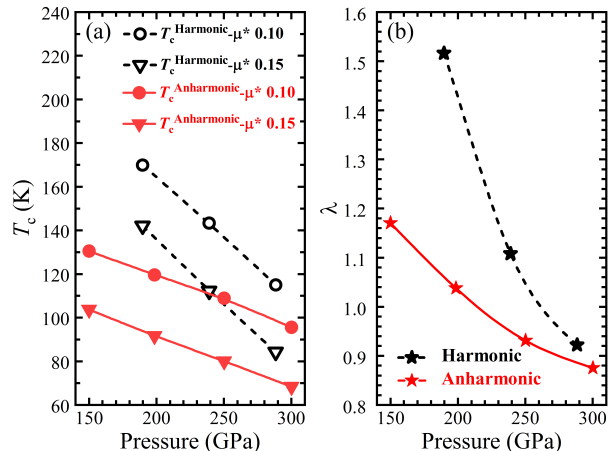 (a)
Tc Harmonic-μ* 0.10
Tc Harmonic-μ* 0.15
Tc Anharmonic-μ* 0.10
Tc Anharmonic-μ* 0.15
240
220
200
180
160
140
120
100
80
60
Tc (K)
150 200 250 300
Pressure (GPa)
(b)
1.6
1.5
1.4
1.3
1.2
1.1
1.0
0.9
0.8
λ
Harmonic
Anharmonic
150 200 250 300
Pressure (GPa)